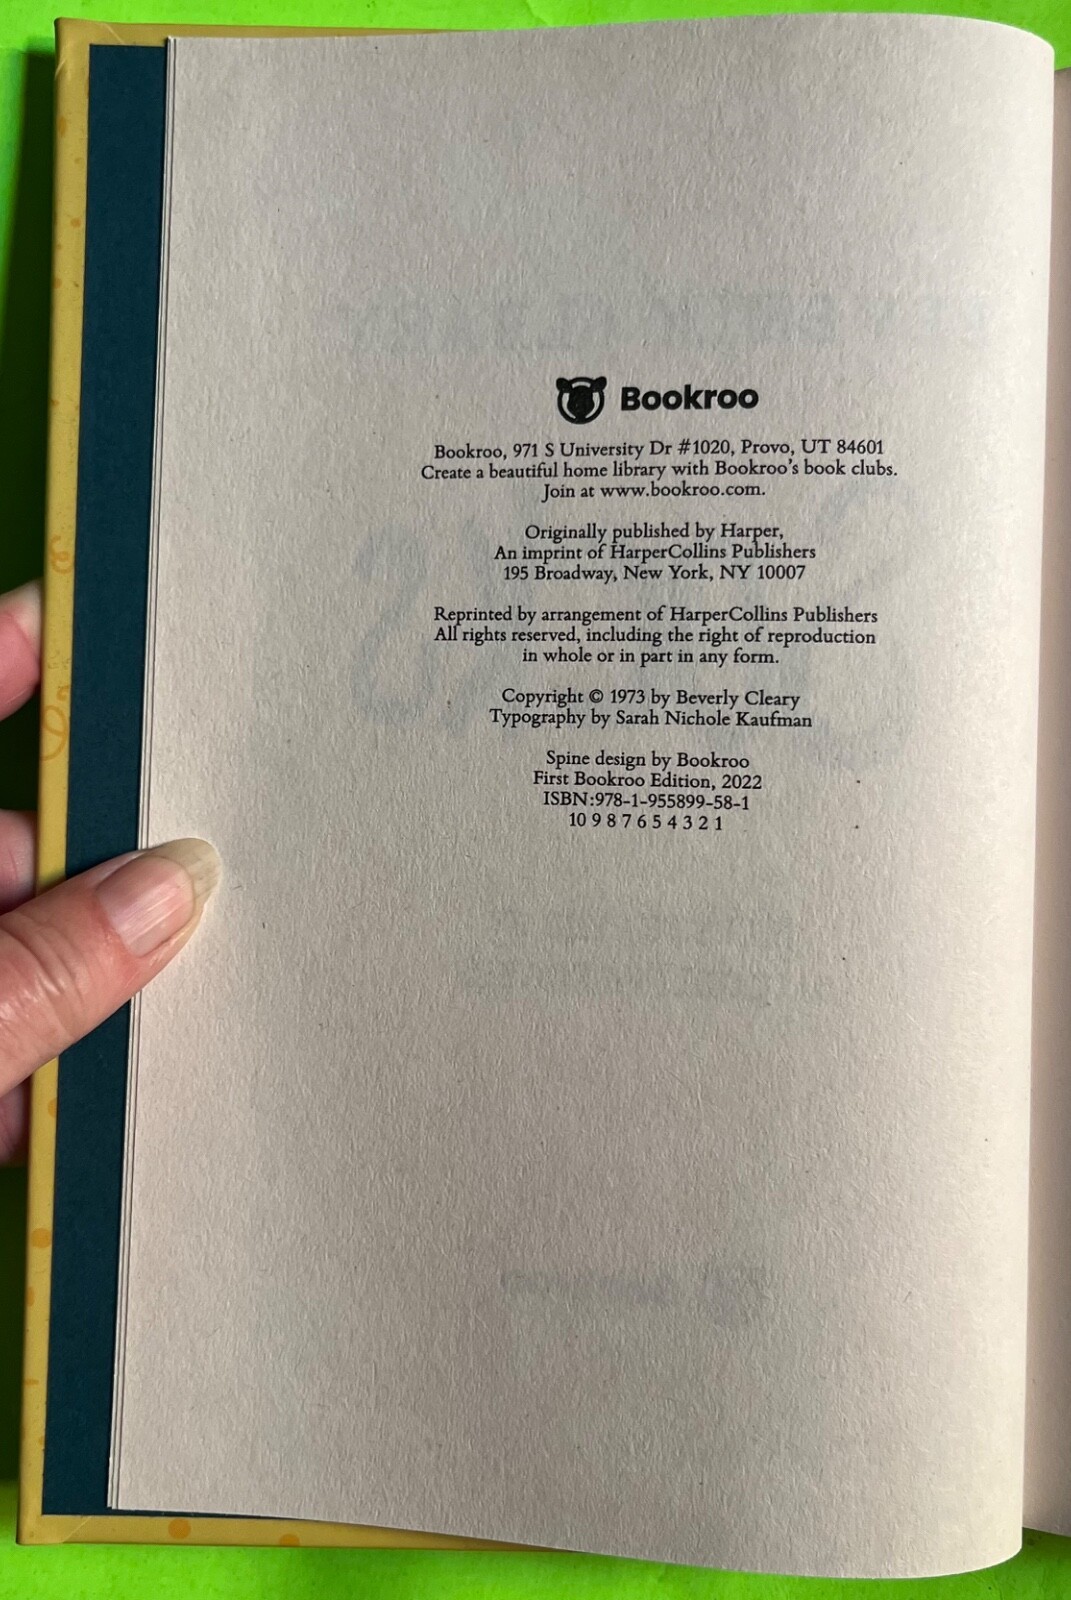 Bookroo
Bookroo, 971 S University Dr #1020, Provo, UT 84601
Create a beautiful home library with Bookroo's book clubs.
Join at www.bookroo.com.
Originally published by Harper,
An imprint of HarperCollins Publishers
195 Broadway, New York, NY 10007
Reprinted by arrangement of HarperCollins Publishers
All rights reserved, including the right of reproduction
in whole or in part in any form.
Copyright © 1973 by Beverly Cleary
Typography by Sarah Nichole Kaufman
Spine design by Bookroo
First Bookroo Edition, 2022
ISBN:978-1-955899-58-1
10 9 8 7 6 5 4 3 2 1